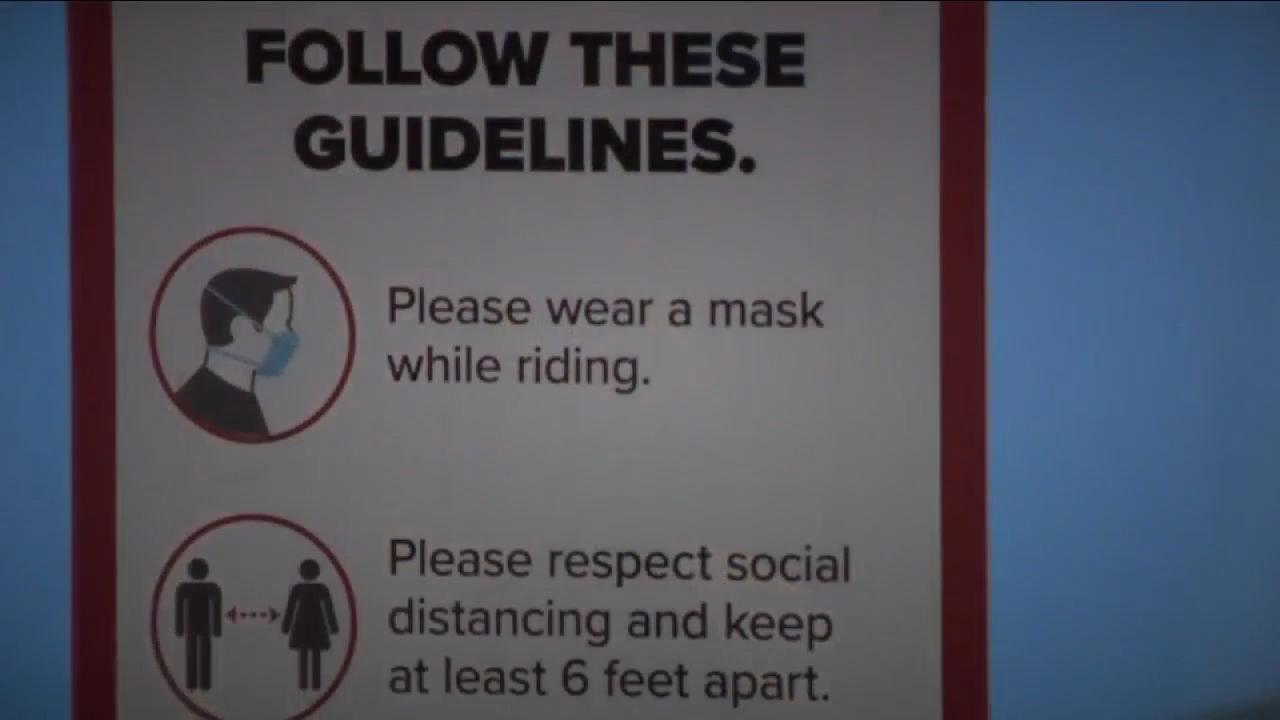 FOLLOW THESE
GUIDELINES.
Please wear a mask
while riding.
Please respect social
distancing and keep
at least 6 feet apart.